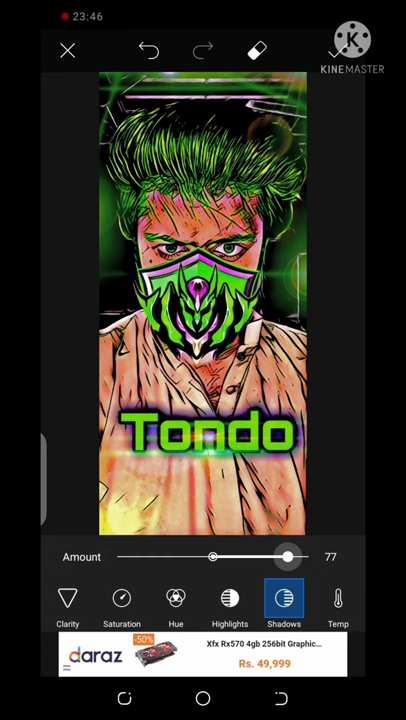 23:46
KINEMASTER
Tondo
Amount 77
Clarity Saturation Hue Highlights Shadows Temp
-50%
daraz
Xfx Rx570 4gb 256bit Graphic...
Rs. 49,999